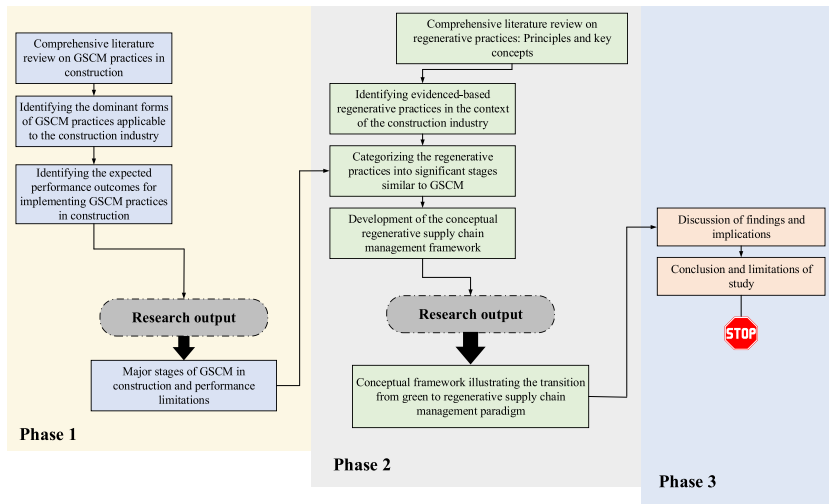 Comprehensive literature
review on GSCM practices in
construction
Identifying the dominant forms
of GSCM practices applicable
to the construction industry
Identifying the expected
performance outcomes for
implementing GSCM practices
in construction
Research output
Major stages of GSCM in
construction and performance
limitations
Phase 1
Comprehensive literature review on
regenerative practices: Principles and key
concepts
Identifying evidenced-based
regenerative practices in the context
of the construction industry
Categorizing the regenerative
practices into significant stages
similar to GSCM
Development of the conceptual
regenerative supply chain
management framework
Research output
Conceptual framework illustrating the transition
from green to regenerative supply chain
management paradigm
Phase 2
Discussion of findings and
implications
Conclusion and limitations of
study
STOP
Phase 3